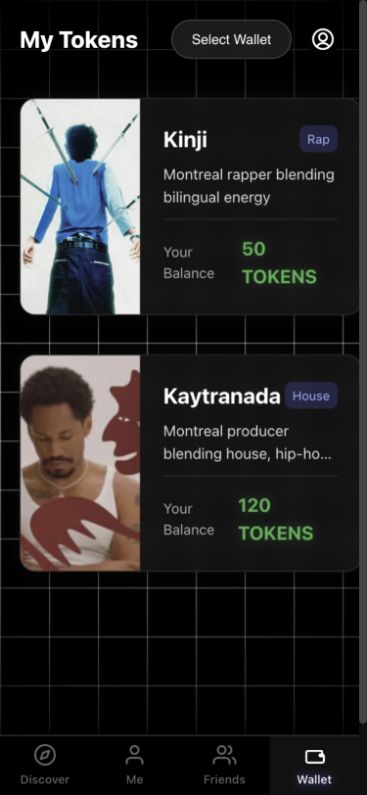 My Tokens
Select Wallet
Kinji
Rap
Montreal rapper blending
bilingual energy
Your
Balance
50
TOKENS
Kaytranada
House
Montreal producer
blending house, hip-ho...
Your
Balance
120
TOKENS
Discover
Me
Friends
Wallet